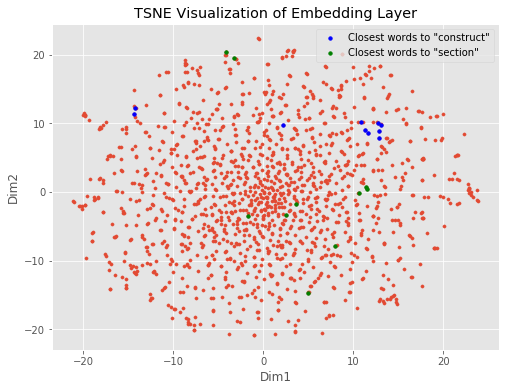 TSNE Visualization of Embedding Layer
Closest words to "construct"
Closest words to "section"
20
10
0
−10
−20
Dim2
−20
−10
0
10
20
Dim1